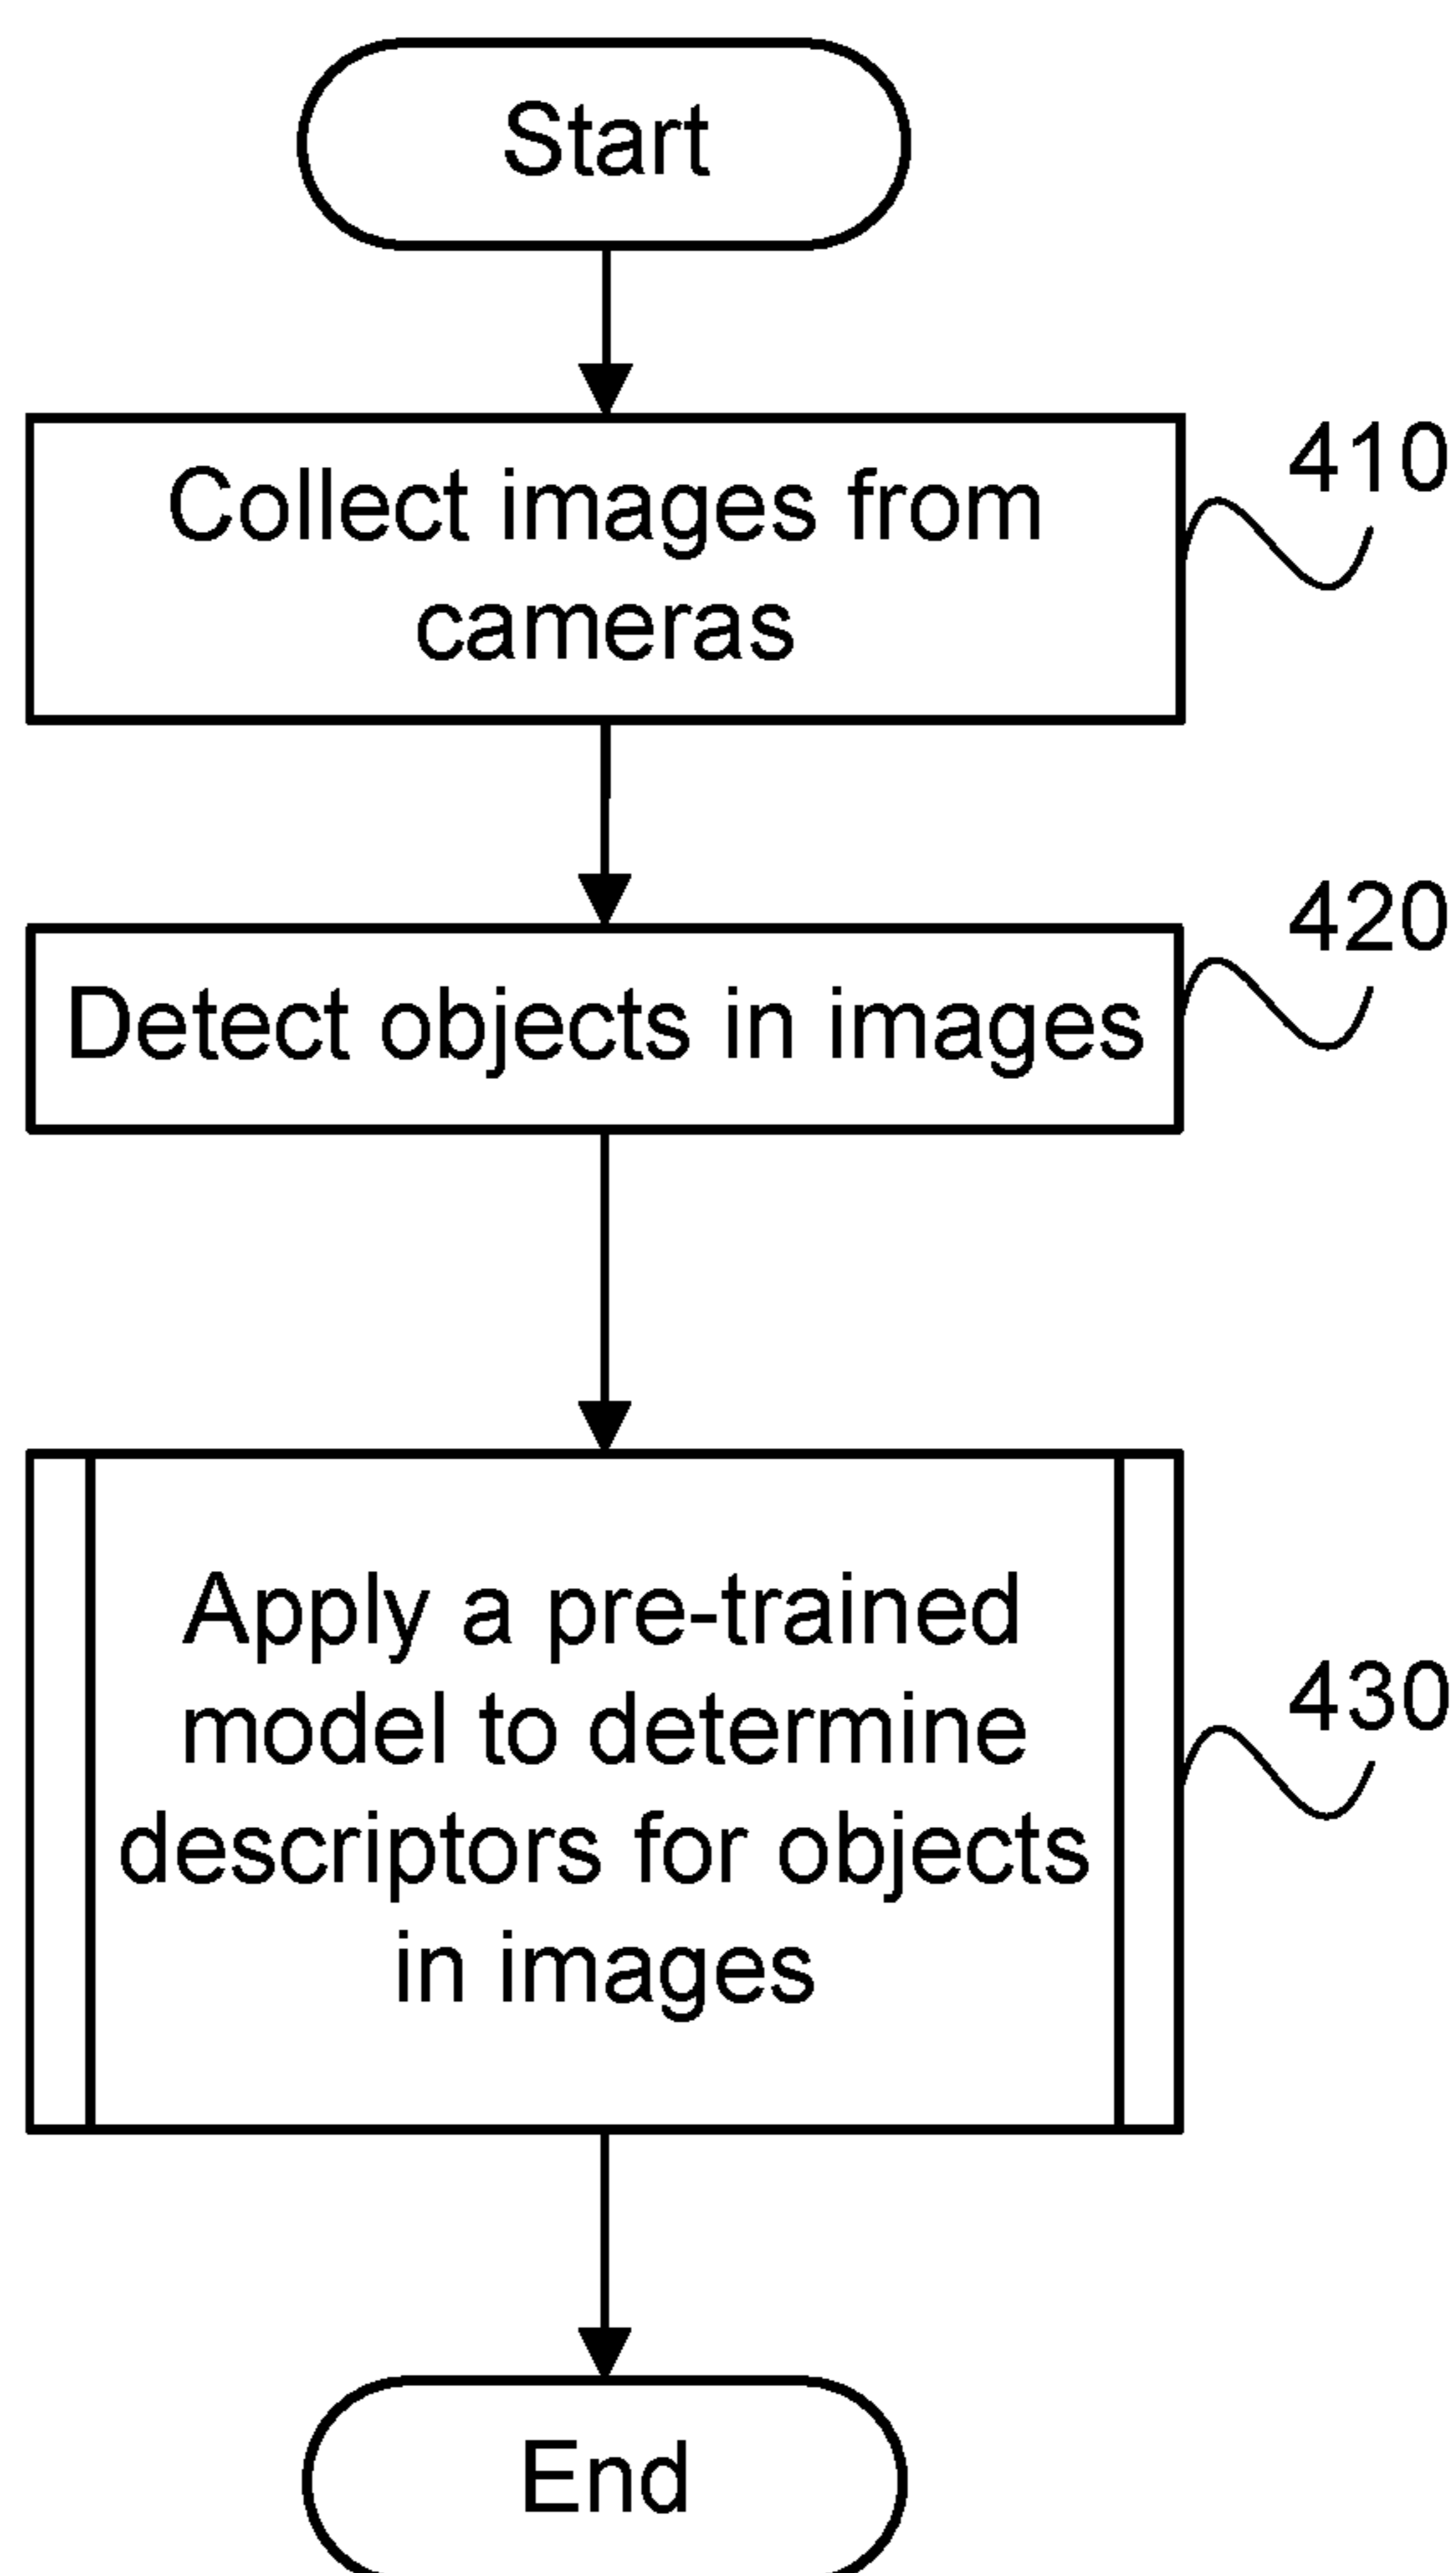 Start
Collect images from
cameras
410
Detect objects in images
420
Apply a pre-trained
model to determine
descriptors for objects
in images
430
End